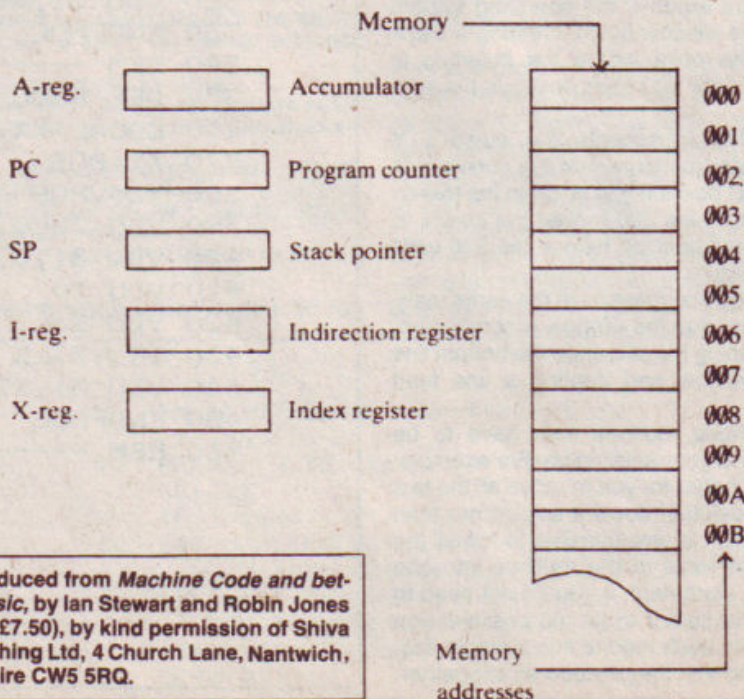 Memory
A-reg. Accumulator
PC Program counter
SP Stack pointer
I-reg. Indirection register
X-reg. Index register
000
001
002
003
004
005
006
007
008
009
00A
00B
duced from Machine Code and bet-
sic, by Ian Stewart and Robin Jones
£7.50), by kind permission of Shiva
hing Ltd, 4 Church Lane, Nantwich,
ire CW5 5RQ.
Memory
addresses